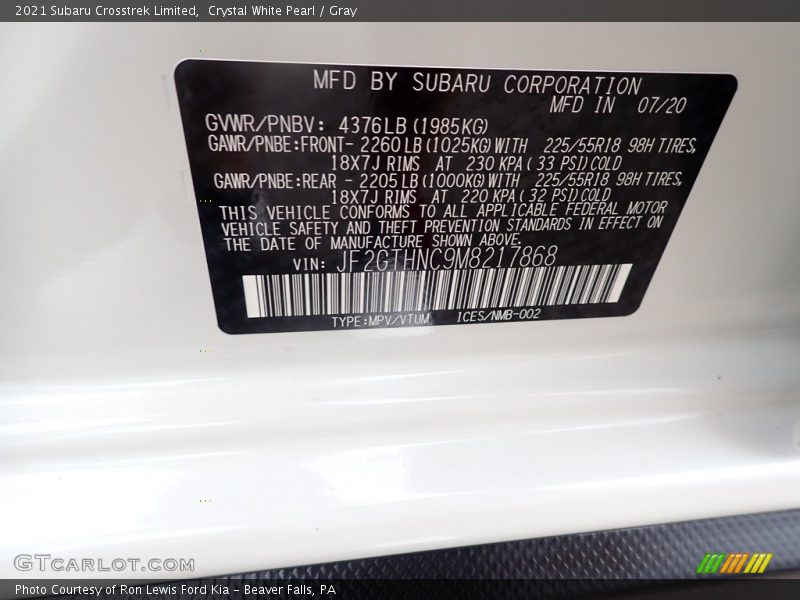 2021 Subaru Crosstrek Limited,  Crystal White Pearl / Gray
MFD BY SUBARU CORPORATION
MFD IN 07/20
GVWR/PNBV: 4376LB(1985KG)
GAWR/PNBE:FRONT- 2260LB(1025KG)WITH 225/55R18 98H TIRES,
18X7J RIMS AT 230 KPA( 33 PSI)COLD
GAWR/PNBE:REAR - 2205LB(1000KG)WITH 225/55R18 98H TIRES,
18X7J RIMS AT 220 KPA( 32 PSI)COLD
THIS VEHICLE CONFORMS TO ALL APPLICABLE FEDERAL MOTOR
VEHICLE SAFETY AND THEFT PREVENTION STANDARDS IN EFFECT ON
THE DATE OF MANUFACTURE SHOWN ABOVE.
VIN: JF2GTHNC9M8217868
TYPE:MPV/VTUM ICES/NMB-002
GTCARLOT.COM
Photo Courtesy of Ron Lewis Ford Kia - Beaver Falls, PA